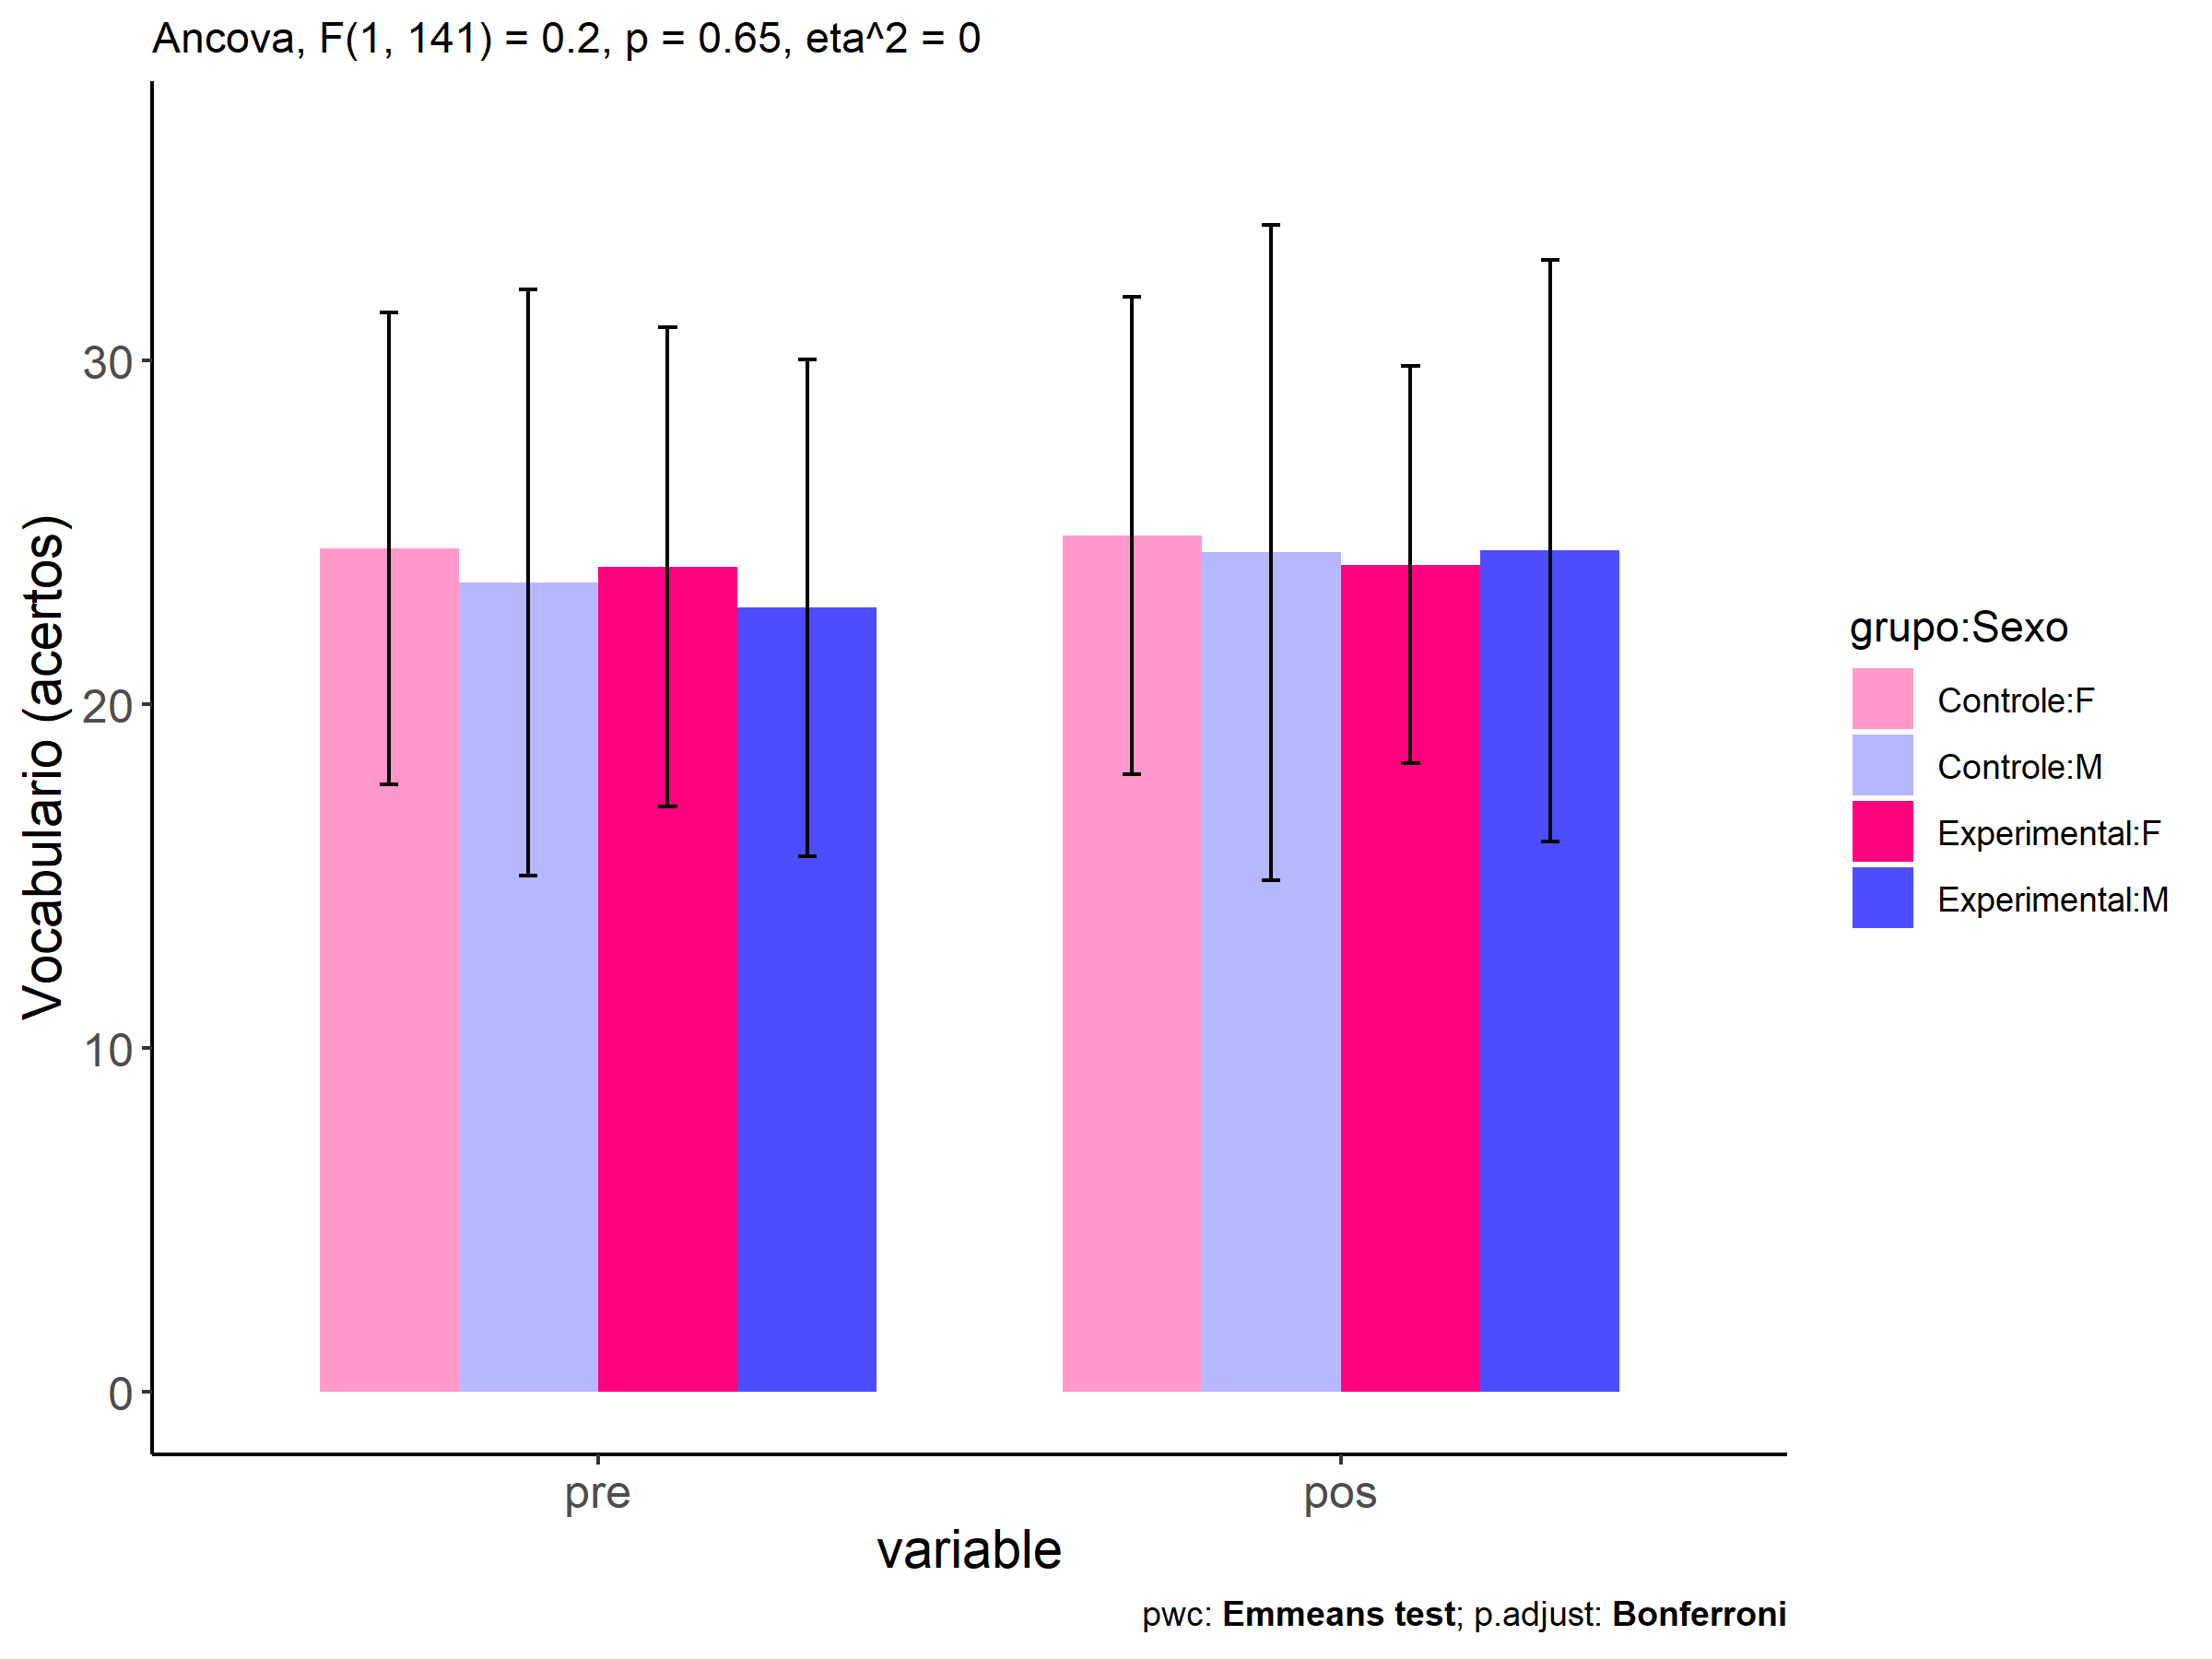 Ancova, F(1, 141) = 0.2, p = 0.65, eta^2 = 0
Vocabulario (acertos)
30
20
10
0
pre
pos
variable
grupo:Sexo
Controle:F
Controle:M
Experimental:F
Experimental:M
pwc: Emmeans test; p.adjust: Bonferroni